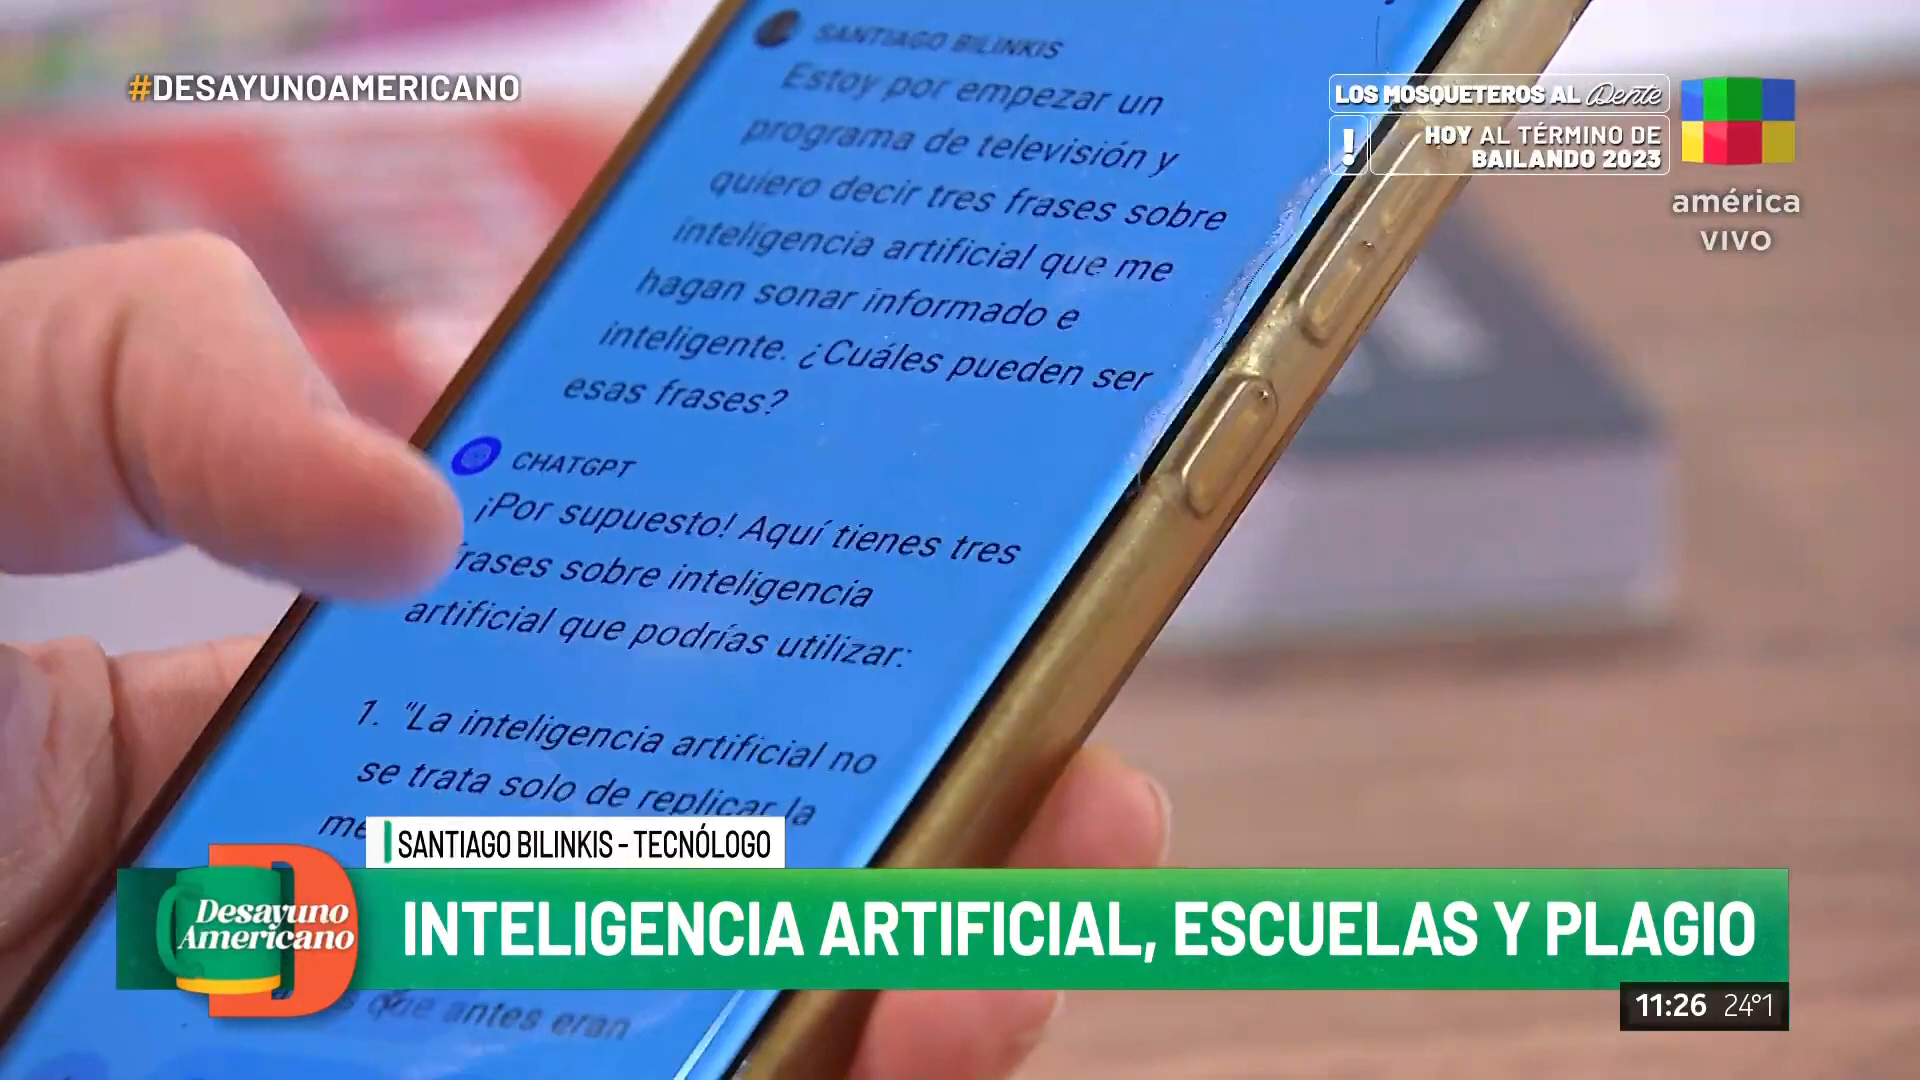 #DESAYUNOAMERICANO
LOS MOSQUETEROS AL Dente
! HOY AL TÉRMINO DE
BAILANDO 2023
américa
VIVO
SANTIAGO BILINKIS
Estoy por empezar un
programa de televisión y
quiero decir tres frases sobre
inteligencia artificial que me
hagan sonar informado e
inteligente. ¿Cuáles pueden ser
esas frases?
CHATGPT
¡Por supuesto! Aquí tienes tres
frases sobre inteligencia
artificial que podrías utilizar:
1. "La inteligencia artificial no
se trata solo de replicar la
SANTIAGO BILINKIS - TECNÓLOGO
Desayuno
Americano
INTELIGENCIA ARTIFICIAL, ESCUELAS Y PLAGIO
que antes eran
11:26 24°1